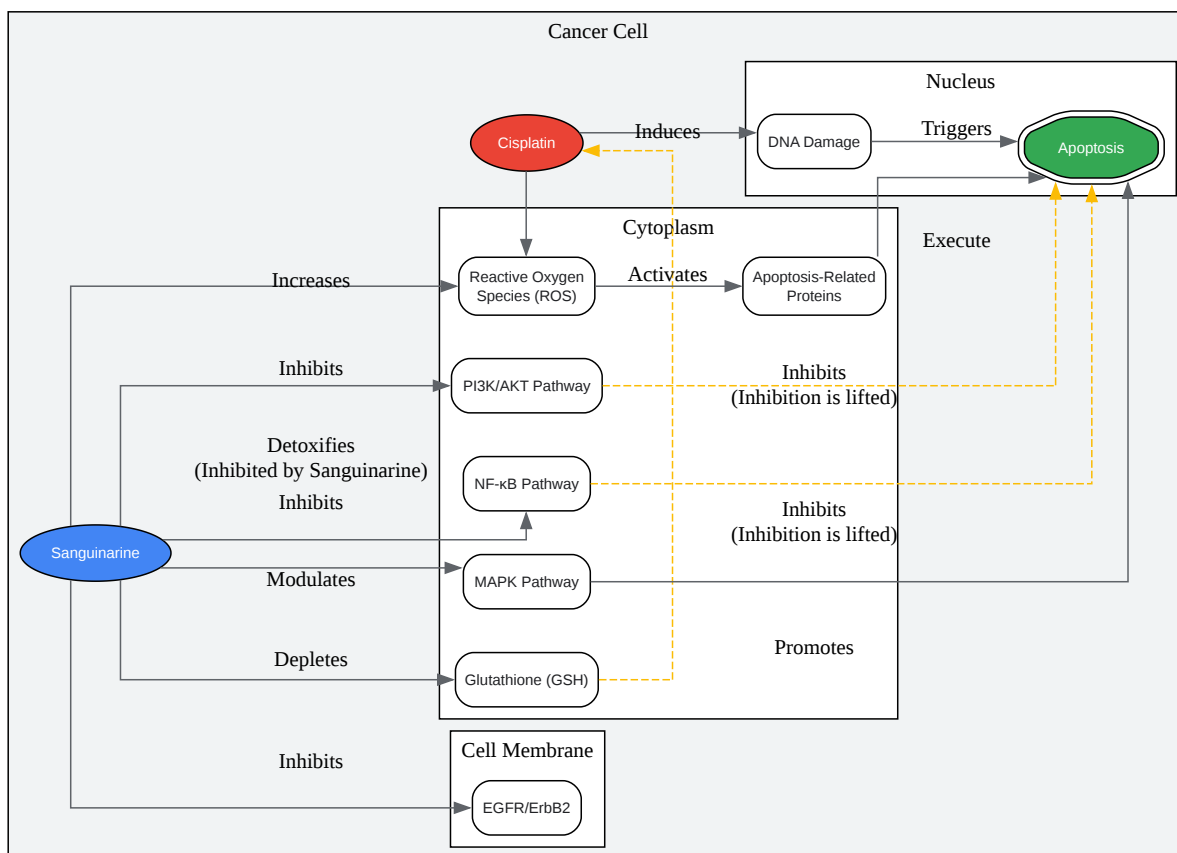 Cancer Cell
Nucleus
Cisplatin
Induces
DNA Damage
Triggers
Apoptosis
Cytoplasm
Execute
Increases
Reactive Oxygen
Species (ROS)
Activates
Apoptosis-Related
Proteins
Inhibits
PI3K/AKT Pathway
Inhibits
(Inhibition is lifted)
Detoxifies
(Inhibited by Sanguinarine)
Inhibits
NF-κB Pathway
Inhibits
(Inhibition is lifted)
Sanguinarine
Modulates
MAPK Pathway
Promotes
Depletes
Glutathione (GSH)
Cell Membrane
Inhibits
EGFR/ErbB2